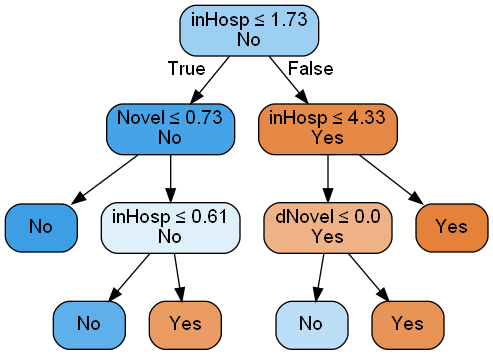 inHosp ≤ 1.73
No
True
False
Novel ≤ 0.73
No
inHosp ≤ 4.33
Yes
No
inHosp ≤ 0.61
No
dNovel ≤ 0.0
Yes
Yes
No
Yes
No
Yes